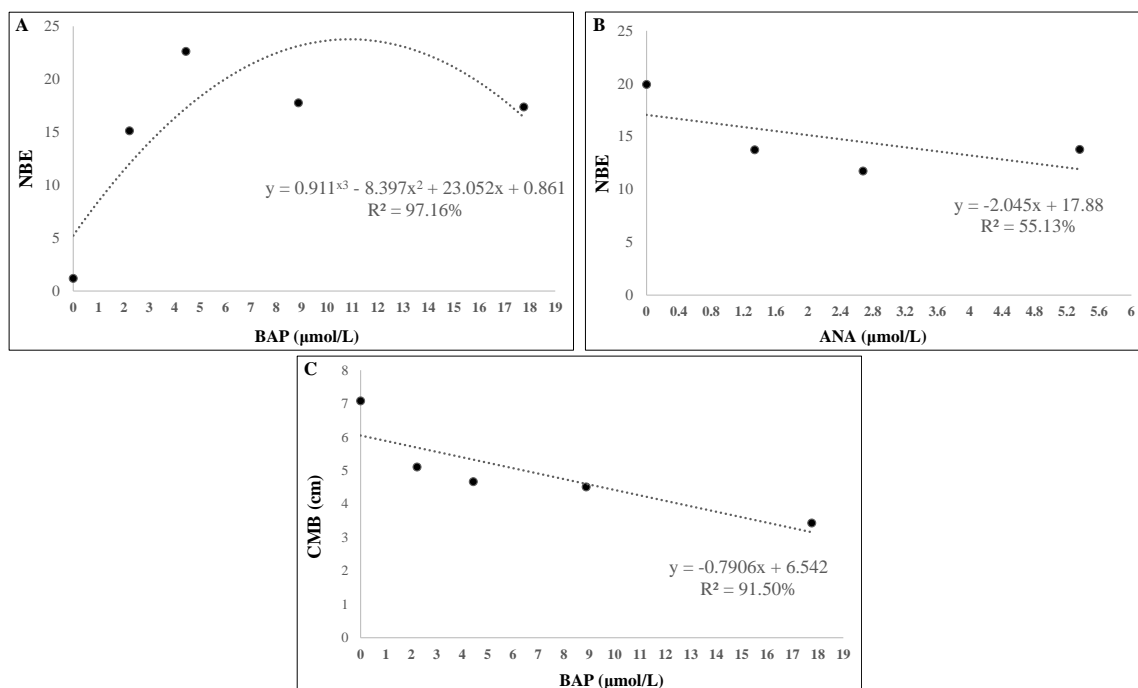 A
25
20
15
10
5
0
NBE
y = 0.911ˣ³ - 8.397x² + 23.052x + 0.861
R² = 97.16%
0 1 2 3 4 5 6 7 8 9 10 11 12 13 14 15 16 17 18 19
BAP (μmol/L)
B
25
20
15
10
5
0
NBE
y = -2.045x + 17.88
R² = 55.13%
0 0.4 0.8 1.2 1.6 2 2.4 2.8 3.2 3.6 4 4.4 4.8 5.2 5.6 6
ANA (μmol/L)
C
8
7
6
5
4
3
2
1
0
CMB (cm)
y = -0.7906x + 6.542
R² = 91.50%
0 1 2 3 4 5 6 7 8 9 10 11 12 13 14 15 16 17 18 19
BAP (μmol/L)